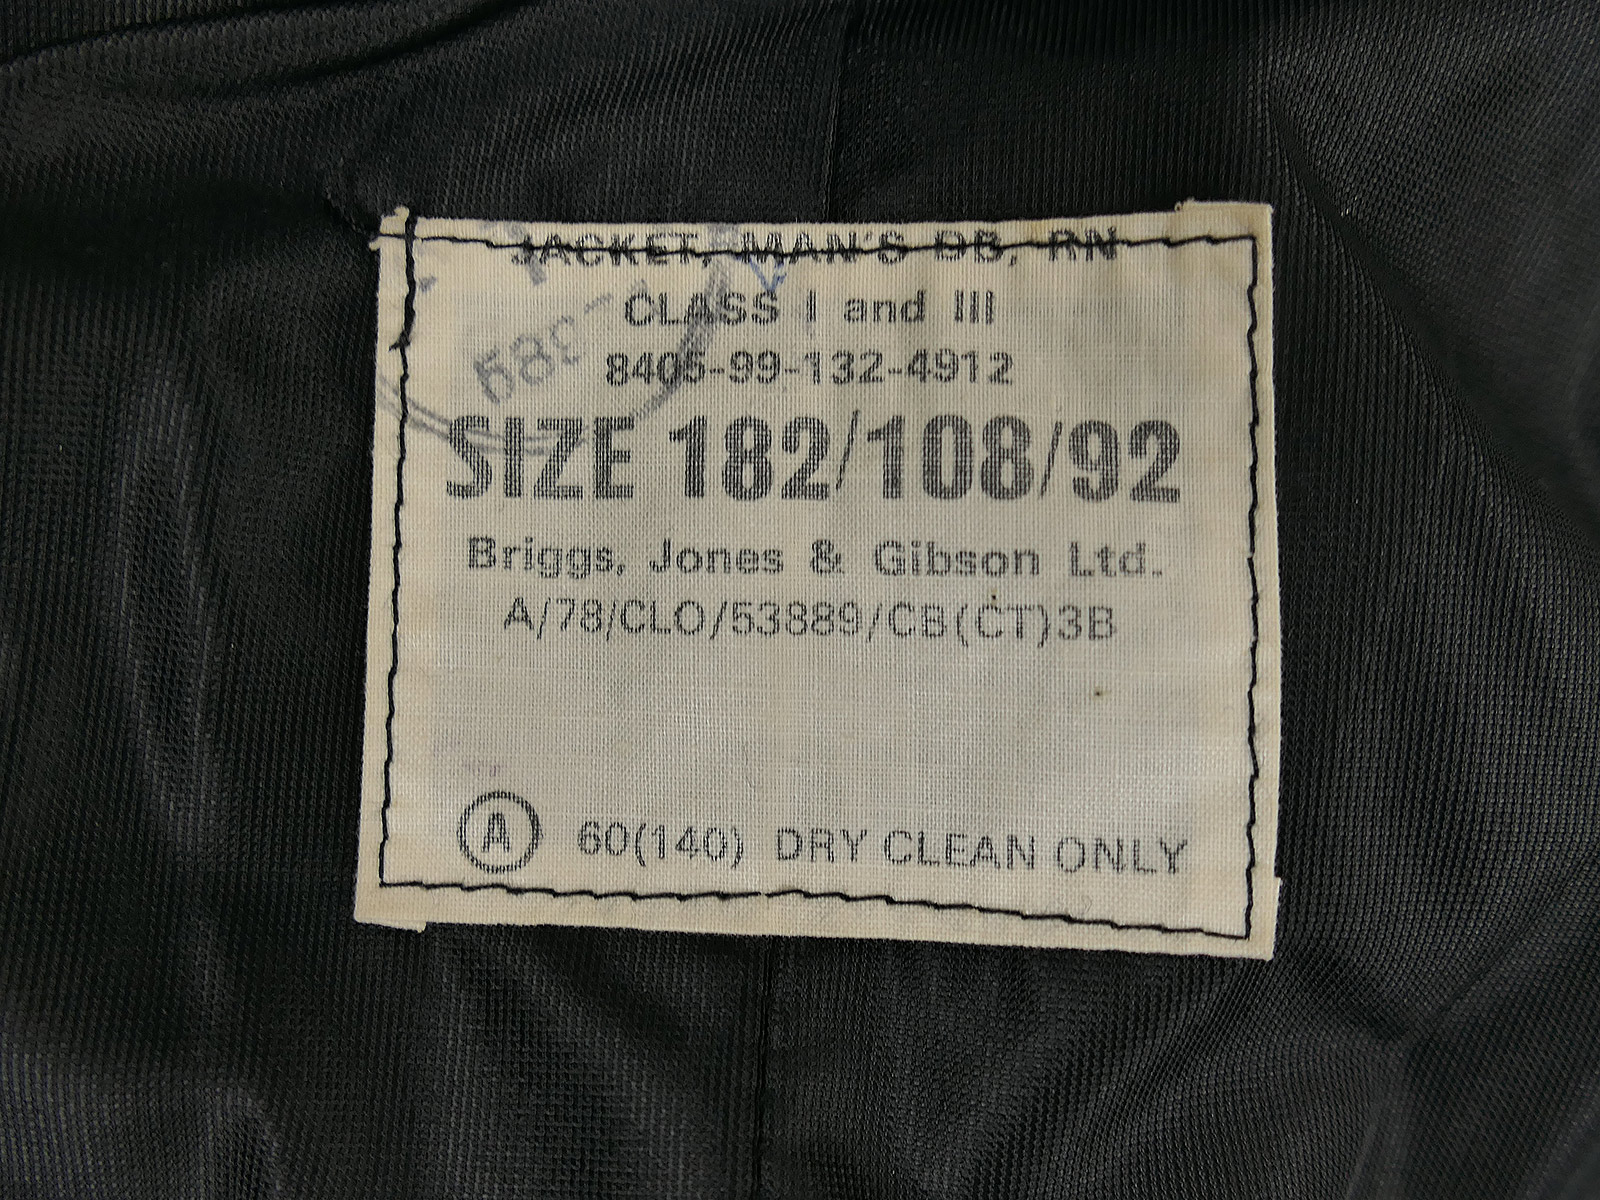 JACKET, MAN'S DB, RN
CLASS I and III
8405-99-132-4912
SIZE 182/108/92
Briggs, Jones & Gibson Ltd.
A/78/CLO/53889/CB(CT)3B
A 60(140) DRY CLEAN ONLY